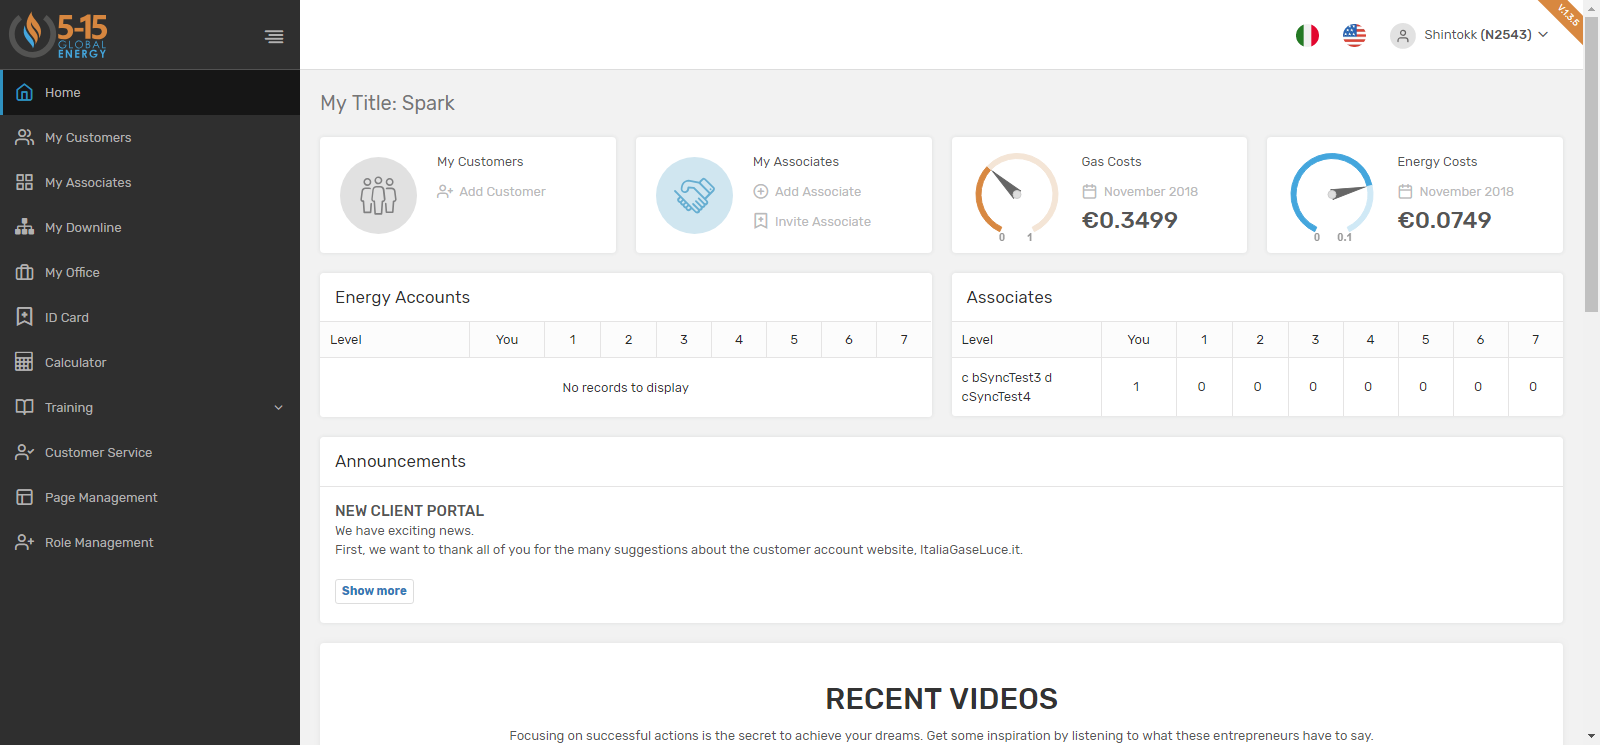 5-15
GLOBAL
ENERGY
Shintokk (N2543)
V.1.3.5
Home
My Customers
My Associates
My Downline
My Office
ID Card
Calculator
Training
Customer Service
Page Management
Role Management
My Title: Spark
My Customers
Add Customer
My Associates
Add Associate
Invite Associate
Gas Costs
November 2018
€0.3499
0 1
Energy Costs
November 2018
€0.0749
0 0.1
Energy Accounts
Level You 1 2 3 4 5 6 7
No records to display
Associates
Level You 1 2 3 4 5 6 7
c bSyncTest3 d
cSyncTest4
1 0 0 0 0 0 0 0
Announcements
NEW CLIENT PORTAL
We have exciting news.
First, we want to thank all of you for the many suggestions about the customer account website, ItaliaGaseLuce.it.
Show more
RECENT VIDEOS
Focusing on successful actions is the secret to achieve your dreams. Get some inspiration by listening to what these entrepreneurs have to say.